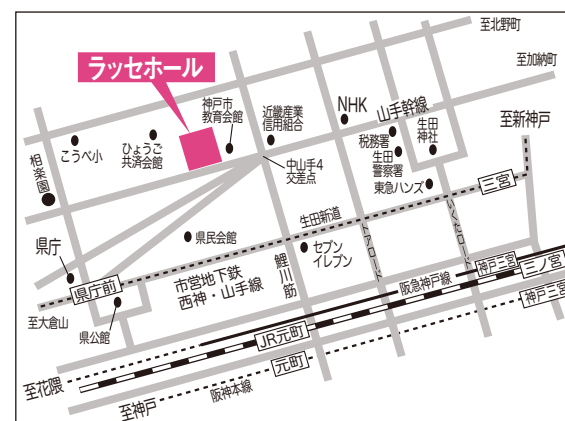 至北野町
ラッセホール
至加納町
神戸市
教育会館
近畿産業
信用組合
NHK
山手幹線
至新神戸
税務署
生田
神社
生田
警察署
東急ハンズ
こうべ小
ひょうご
共済会館
中山手4
交差点
相楽園
三宮
生田新道
県民会館
セブン
イレブン
鯉川筋
トアロード
県庁
県庁前
市営地下鉄
西神・山手線
県公館
至大倉山
阪急神戸線
神戸三宮
三ノ宮
神戸三宮
JR元町
元町
至花隈
阪神本線
至神戸